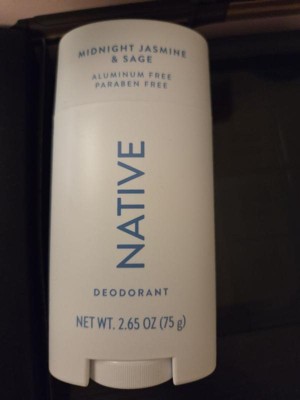 MIDNIGHT JASMINE
& SAGE
ALUMINUM FREE
PARABEN FREE
NATIVE
DEODORANT
NET WT. 2.65 OZ (75 g)